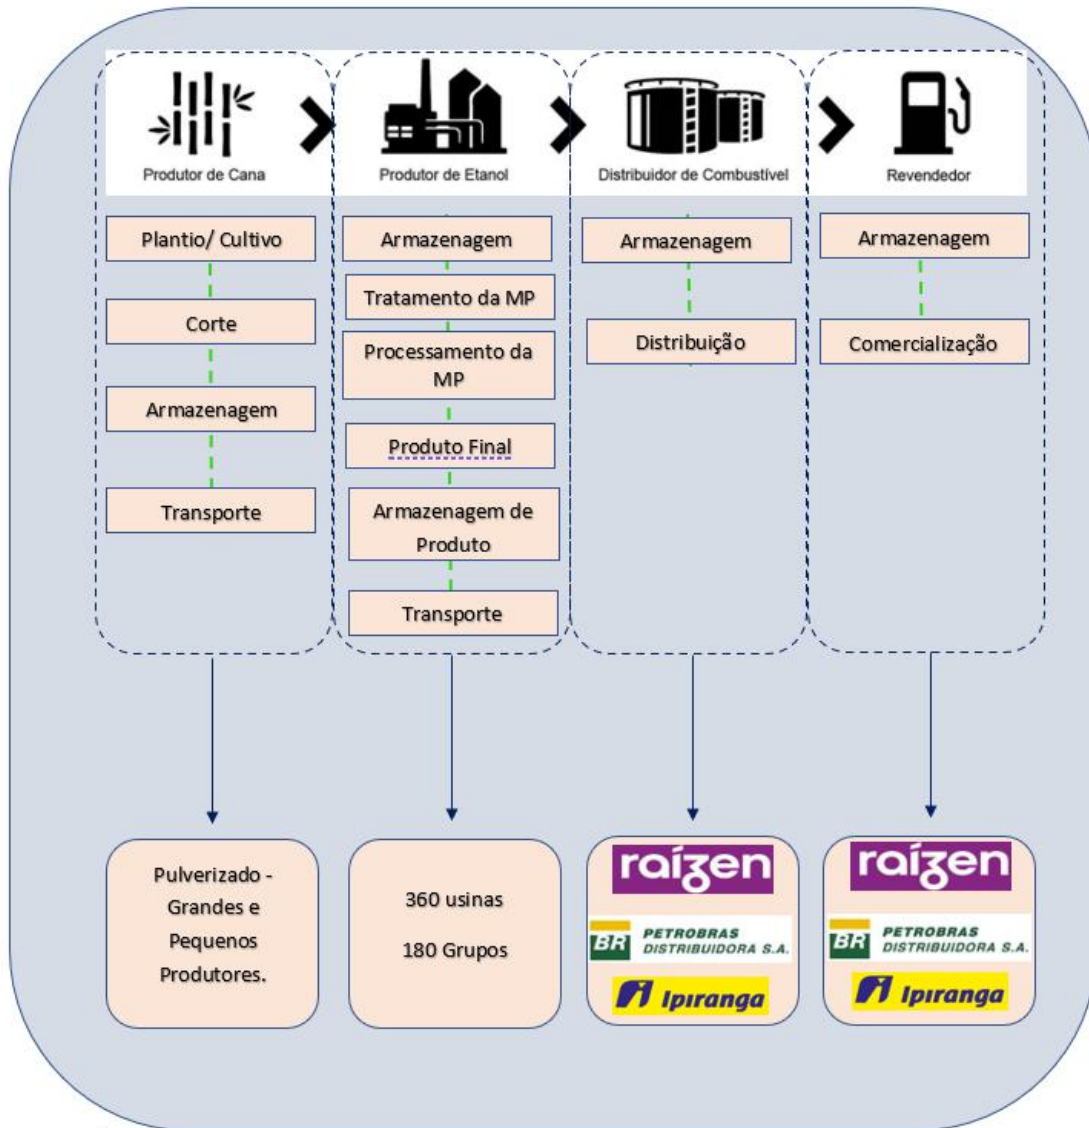 Produtor de Cana
Produtor de Etanol
Distribuidor de Combustível
Revendedor
Plantio/ Cultivo
Corte
Armazenagem
Transporte
Armazenagem
Tratamento da MP
Processamento da
MP
Produto Final
Armazenagem de
Produto
Transporte
Armazenagem
Distribuição
Armazenagem
Comercialização
Pulverizado -
Grandes e
Pequenos
Produtores.
360 usinas
180 Grupos
raízen
BR PETROBRAS
DISTRIBUIDORA S.A.
Ipiranga
raízen
BR PETROBRAS
DISTRIBUIDORA S.A.
Ipiranga